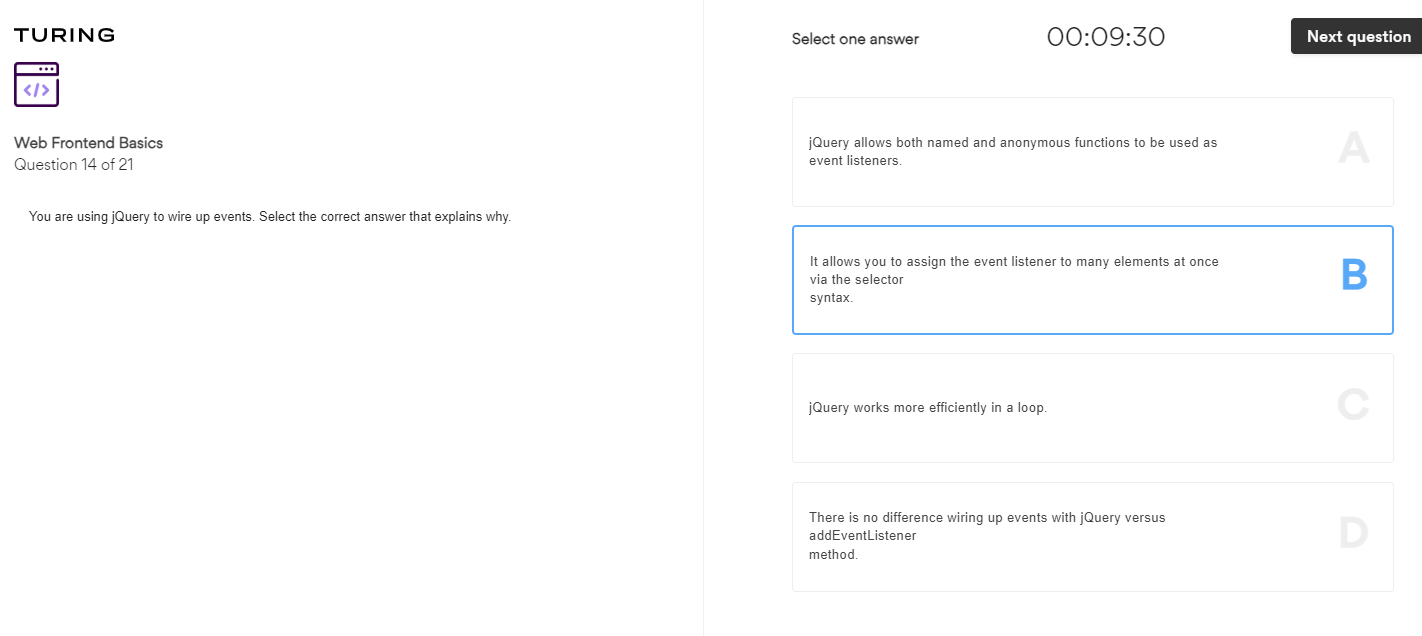 TURING
</>
Web Frontend Basics
Question 14 of 21
You are using jQuery to wire up events. Select the correct answer that explains why.
Select one answer
00:09:30
Next question
jQuery allows both named and anonymous functions to be used as
event listeners.
A
It allows you to assign the event listener to many elements at once
via the selector
syntax.
B
jQuery works more efficiently in a loop.
C
There is no difference wiring up events with jQuery versus
addEventListener
method.
D